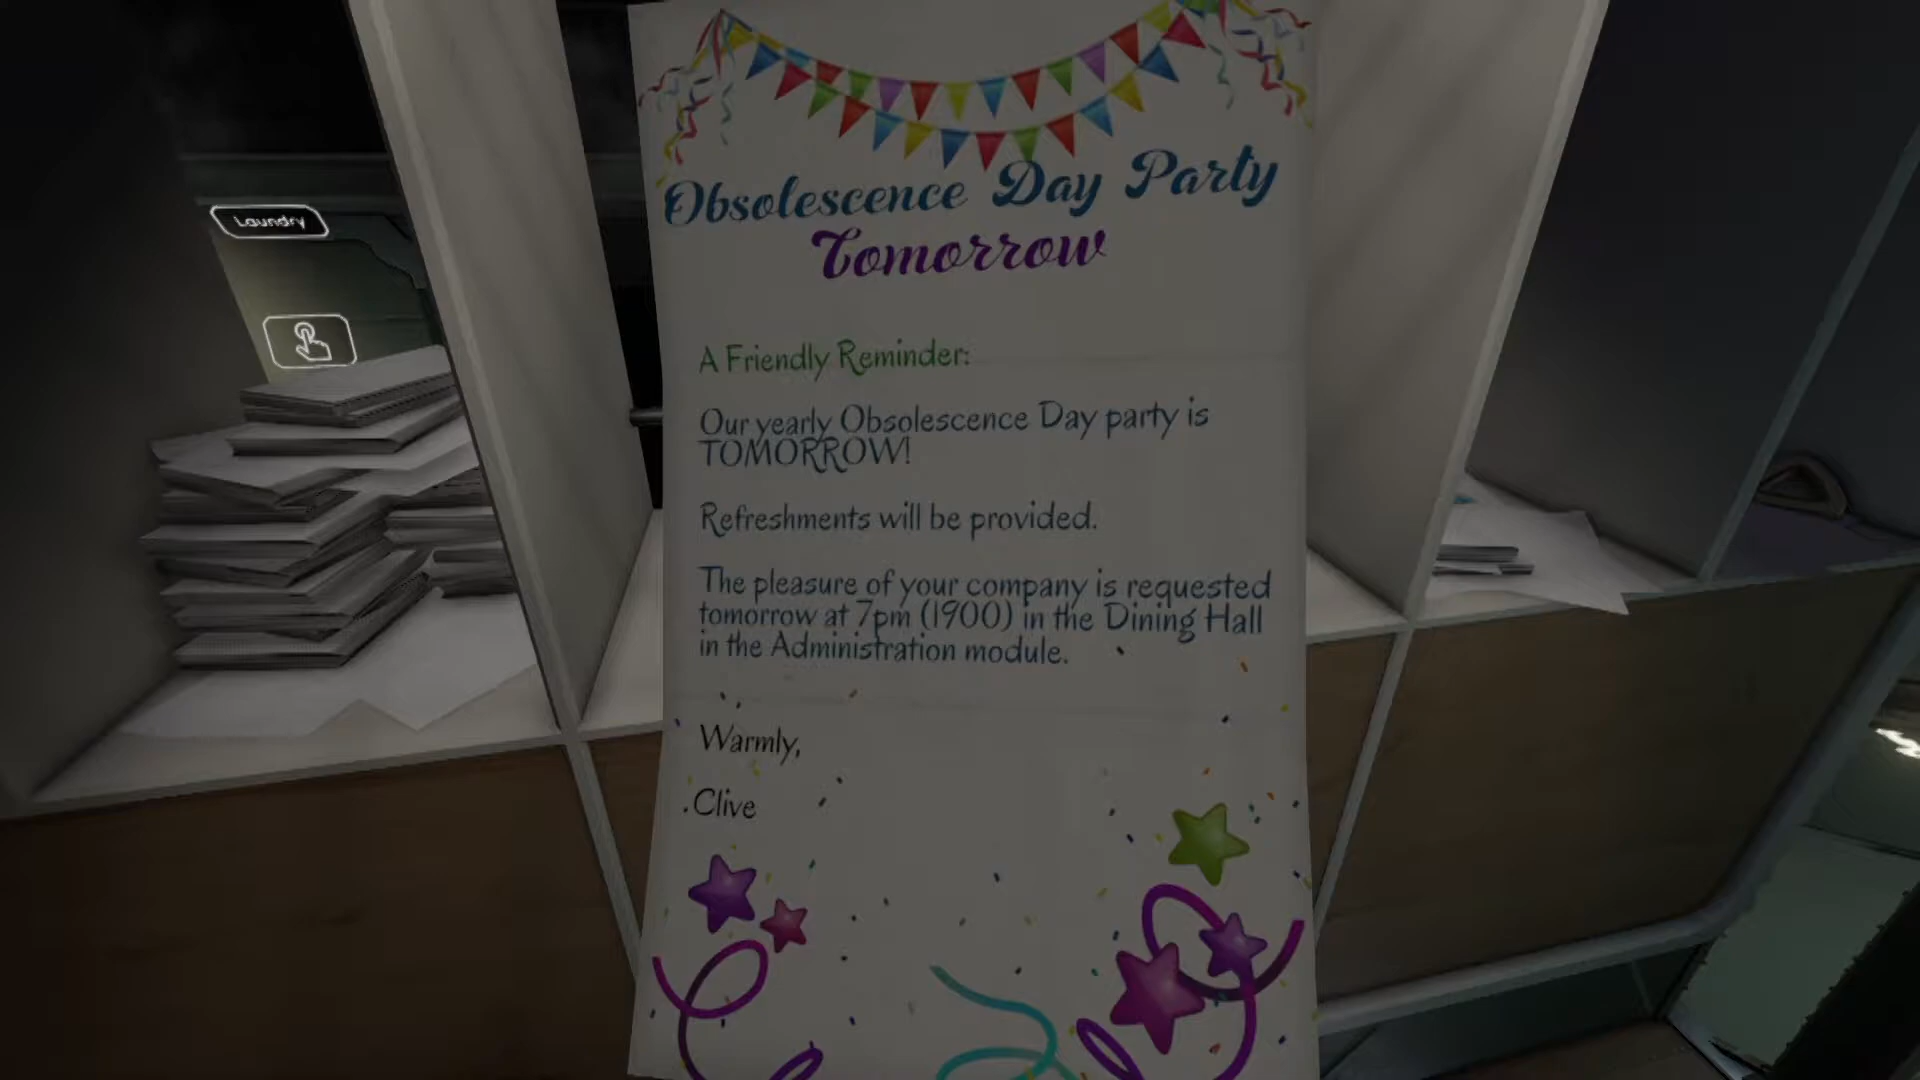 Obsolescence Day Party
Tomorrow
Laundry
A Friendly Reminder:
Our yearly Obsolescence Day party is
TOMORROW!
Refreshments will be provided.
The pleasure of your company is requested
tomorrow at 7pm (1900) in the Dining Hall
in the Administration module.
Warmly,
.Clive